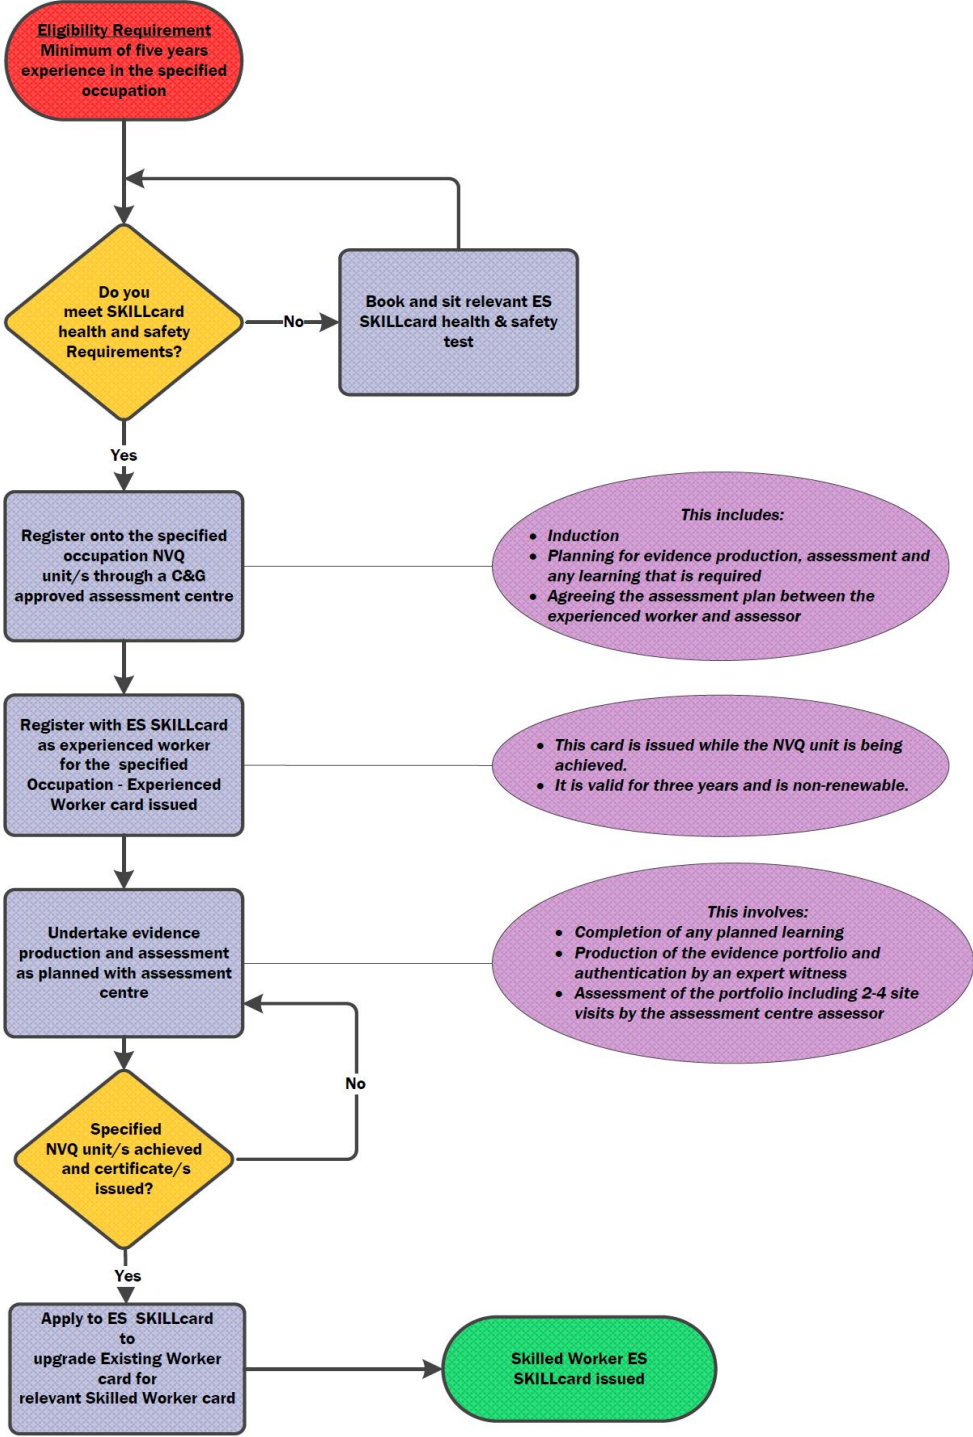 Eligibility Requirement
Minimum of five years
experience in the specified
occupation
Do you
meet SKILLcard
health and safety
Requirements?
No
Book and sit relevant ES
SKILLcard health & safety
test
Yes
Register onto the specified
occupation NVQ
unit/s through a C&G
approved assessment centre
This includes:
• Induction
• Planning for evidence production, assessment and
any learning that is required
• Agreeing the assessment plan between the
experienced worker and assessor
Register with ES SKILLcard
as experienced worker
for the specified
Occupation - Experienced
Worker card issued
• This card is issued while the NVQ unit is being
achieved.
• It is valid for three years and is non-renewable.
Undertake evidence
production and assessment
as planned with assessment
centre
This involves:
• Completion of any planned learning
• Production of the evidence portfolio and
authentication by an expert witness
• Assessment of the portfolio including 2-4 site
visits by the assessment centre assessor
No
Specified
NVQ unit/s achieved
and certificate/s
issued?
Yes
Apply to ES SKILLcard
to
upgrade Existing Worker
card for
relevant Skilled Worker card
Skilled Worker ES
SKILLcard issued